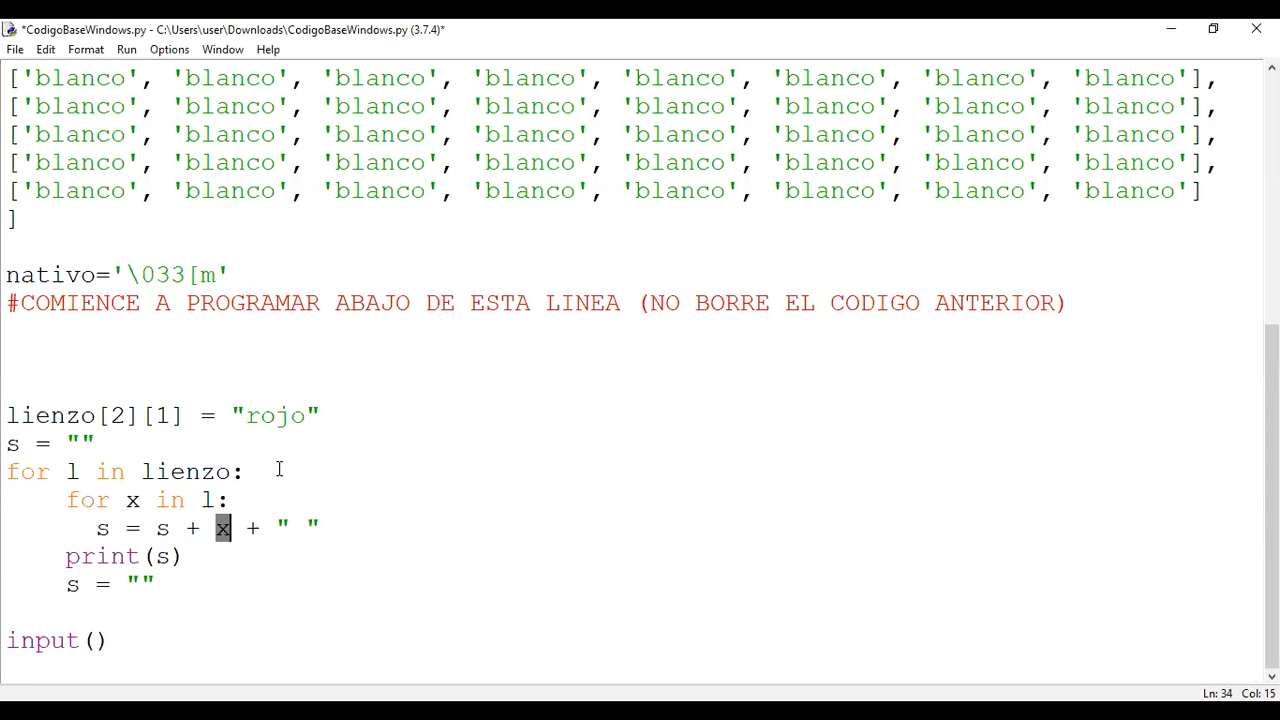 *CodigoBaseWindows.py - C:\Users\user\Downloads\CodigoBaseWindows.py (3.7.4)*
File Edit Format Run Options Window Help
['blanco', 'blanco', 'blanco', 'blanco', 'blanco', 'blanco', 'blanco', 'blanco'],
['blanco', 'blanco', 'blanco', 'blanco', 'blanco', 'blanco', 'blanco', 'blanco'],
['blanco', 'blanco', 'blanco', 'blanco', 'blanco', 'blanco', 'blanco', 'blanco'],
['blanco', 'blanco', 'blanco', 'blanco', 'blanco', 'blanco', 'blanco', 'blanco'],
['blanco', 'blanco', 'blanco', 'blanco', 'blanco', 'blanco', 'blanco', 'blanco']
]
nativo='\033[m'
#COMIENCE A PROGRAMAR ABAJO DE ESTA LINEA (NO BORRE EL CODIGO ANTERIOR)
lienzo[2][1] = "rojo"
s = ""
for l in lienzo:
    for x in l:
      s = s + x + " "
    print(s)
    s = ""
input()
Ln: 34 Col: 15